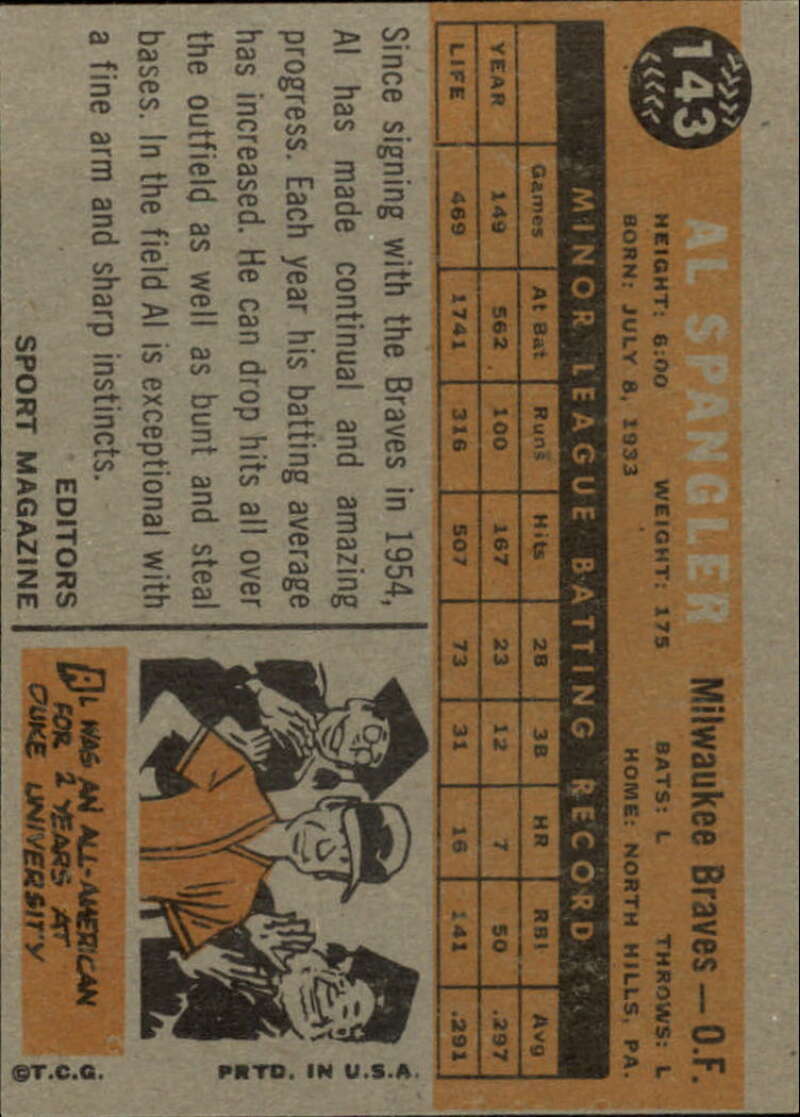 143
AL SPANGLER Milwaukee Braves — O.F.
HEIGHT: 6:00 WEIGHT: 175 BATS: L THROWS: L
BORN: JULY 8, 1933 HOME: NORTH HILLS, PA.
MINOR LEAGUE BATTING RECORD
Games At Bat Runs Hits 2B 3B HR RBI Avg
YEAR 149 562 100 167 23 12 7 50 .297
LIFE 469 1741 316 507 73 31 16 141 .291
Since signing with the Braves in 1954,
Al has made continual and amazing
progress. Each year his batting average
has increased. He can drop hits all over
the outfield as well as bunt and steal
bases. In the field Al is exceptional with
a fine arm and sharp instincts.
EDITORS
SPORT MAGAZINE
AL WAS AN ALL-AMERICAN
FOR 2 YEARS AT
DUKE UNIVERSITY
PRTD. IN U.S.A.
©T.C.G.